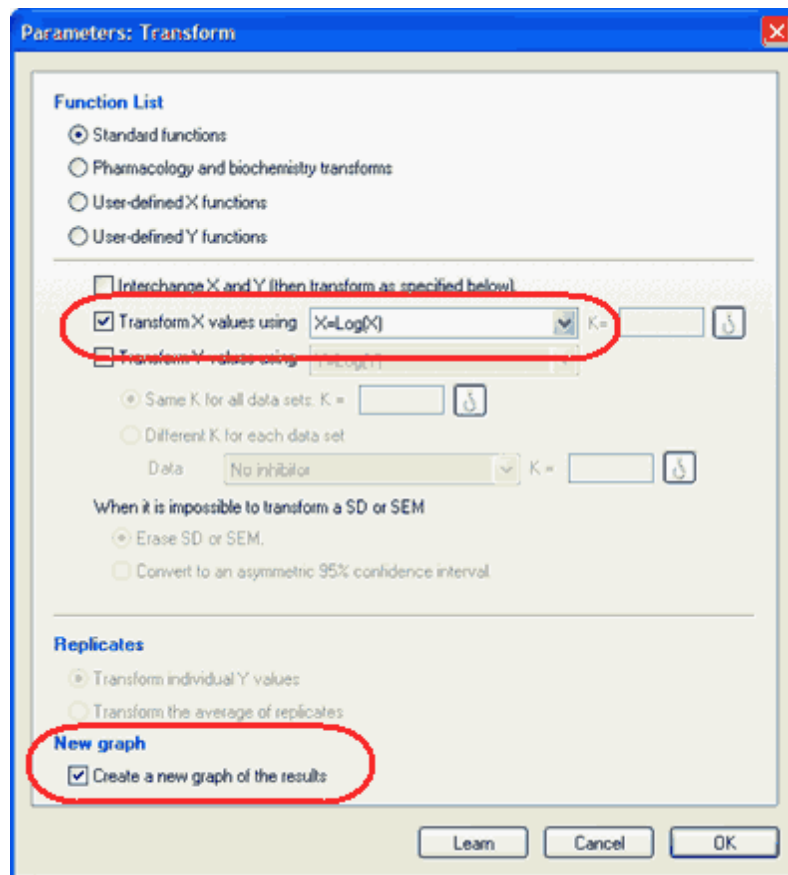 Parameters: Transform
Function List
Standard functions
Pharmacology and biochemistry transforms
User-defined X functions
User-defined Y functions
Interchange X and Y (then transform as specified below).
Transform X values using X=Log(X) K=
Transform Y values using Y=Log(Y)
Same K for all data sets. K =
Different K for each data set
Data No inhibitor K =
When it is impossible to transform a SD or SEM
Erase SD or SEM.
Convert to an asymmetric 95% confidence interval
Replicates
Transform individual Y values
Transform the average of replicates
New graph
Create a new graph of the results
Learn Cancel OK